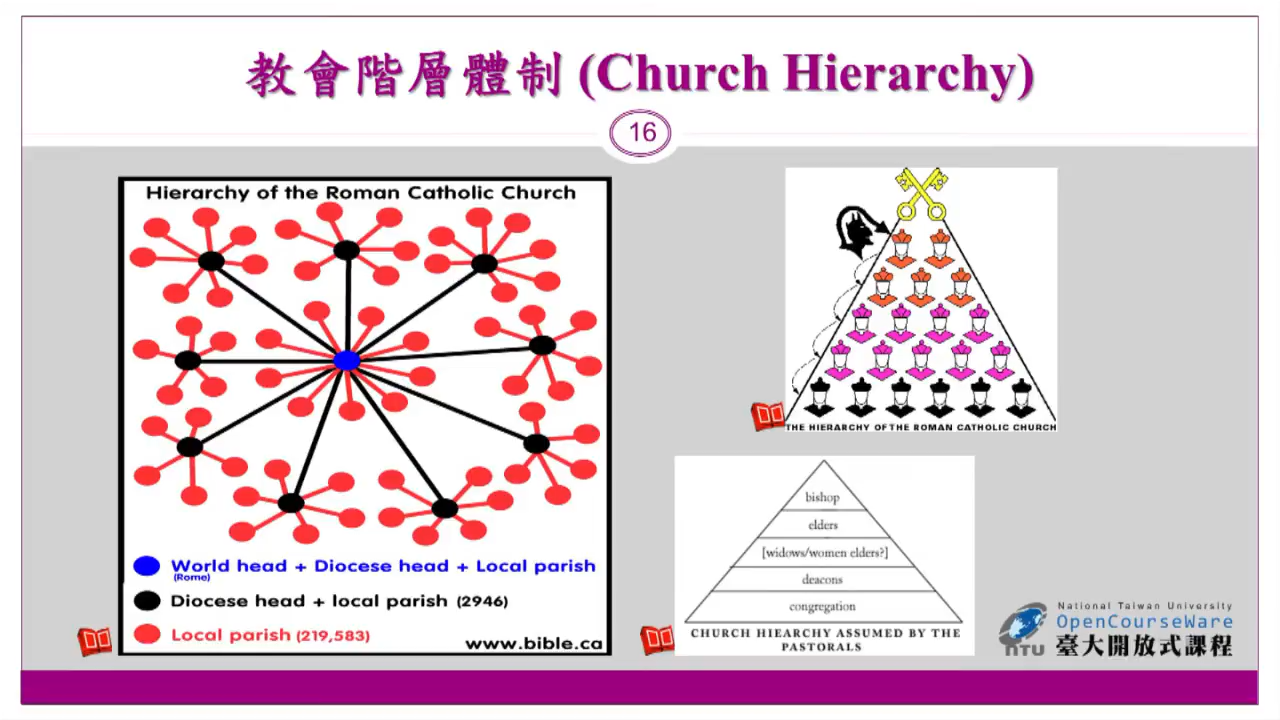 教會階層體制 (Church Hierarchy)
16
Hierarchy of the Roman Catholic Church
World head + Diocese head + Local parish
(Rome)
Diocese head + local parish (2946)
Local parish (219,583)
www.bible.ca
THE HIERARCHY OF THE ROMAN CATHOLIC CHURCH
bishop
elders
[widows/women elders?]
deacons
congregation
CHURCH HIEARCHY ASSUMED BY THE
PASTORALS
National Taiwan University
OpenCourseWare
NTU 臺大開放式課程